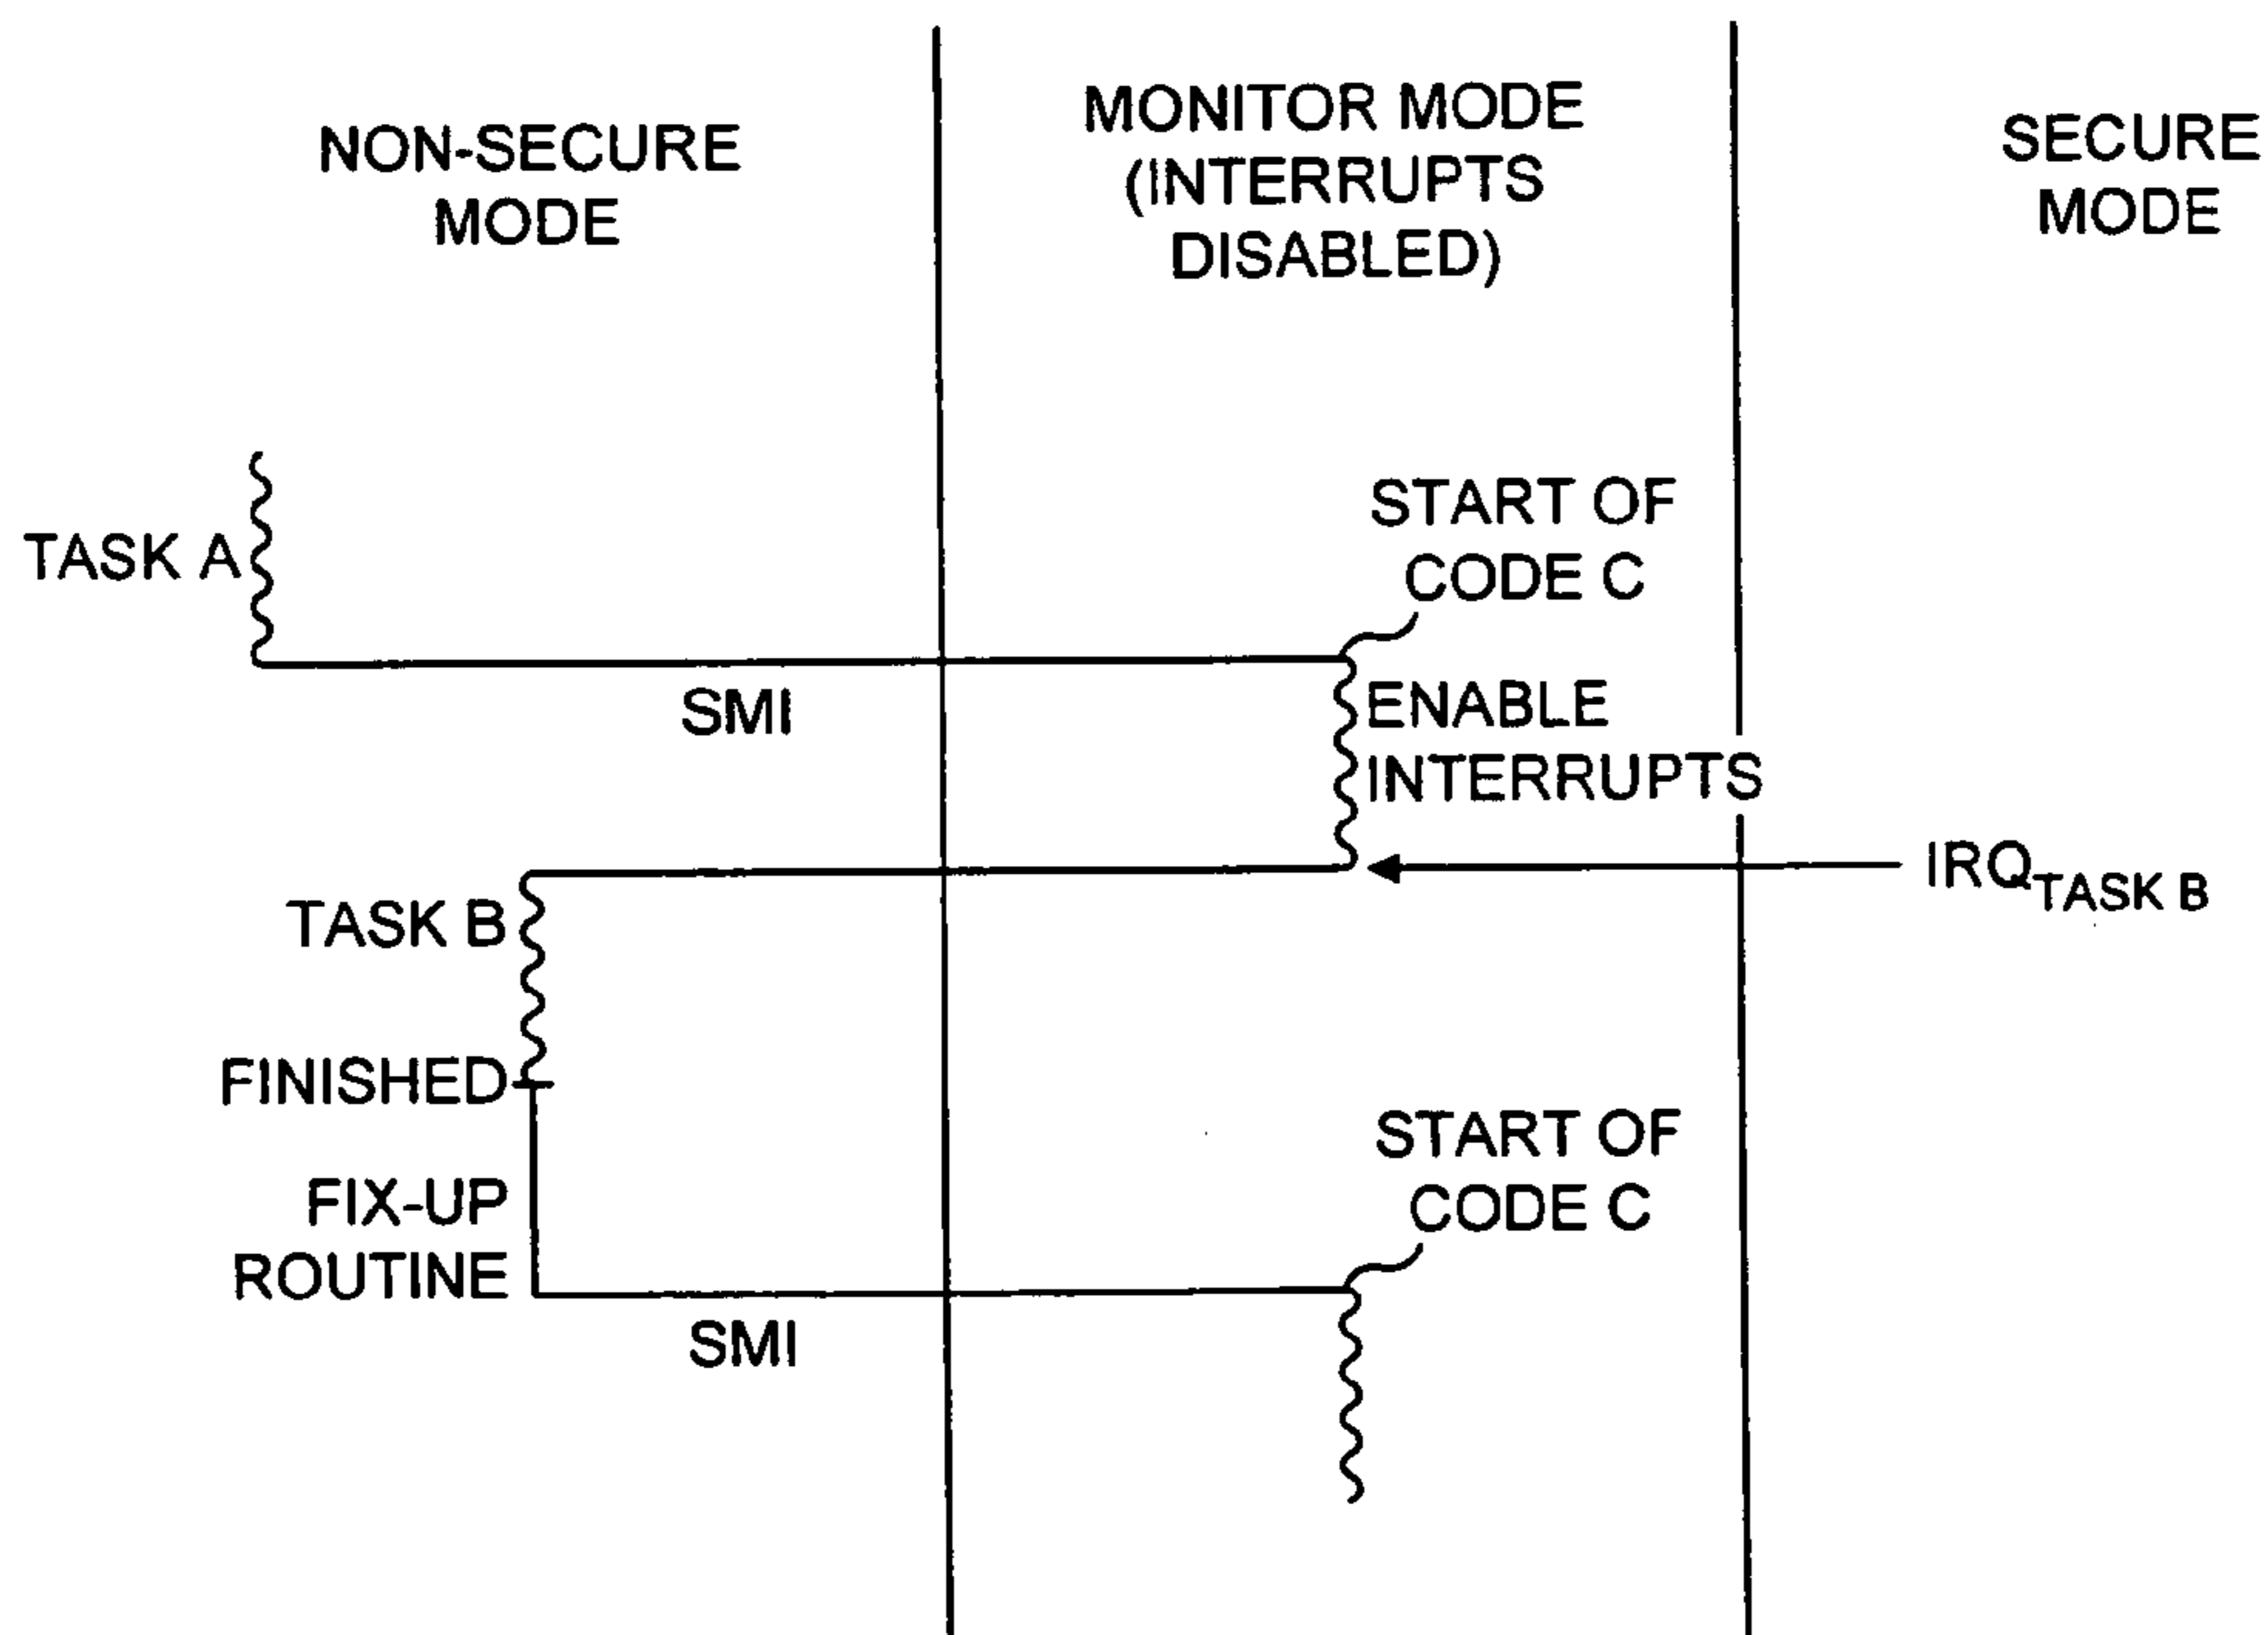 NON-SECURE
MODE
MONITOR MODE
(INTERRUPTS
DISABLED)
SECURE
MODE
TASK A
START OF
CODE C
SMI
ENABLE
INTERRUPTS
IRQTASK B
TASK B
FINISHED
FIX-UP
ROUTINE
START OF
CODE C
SMI